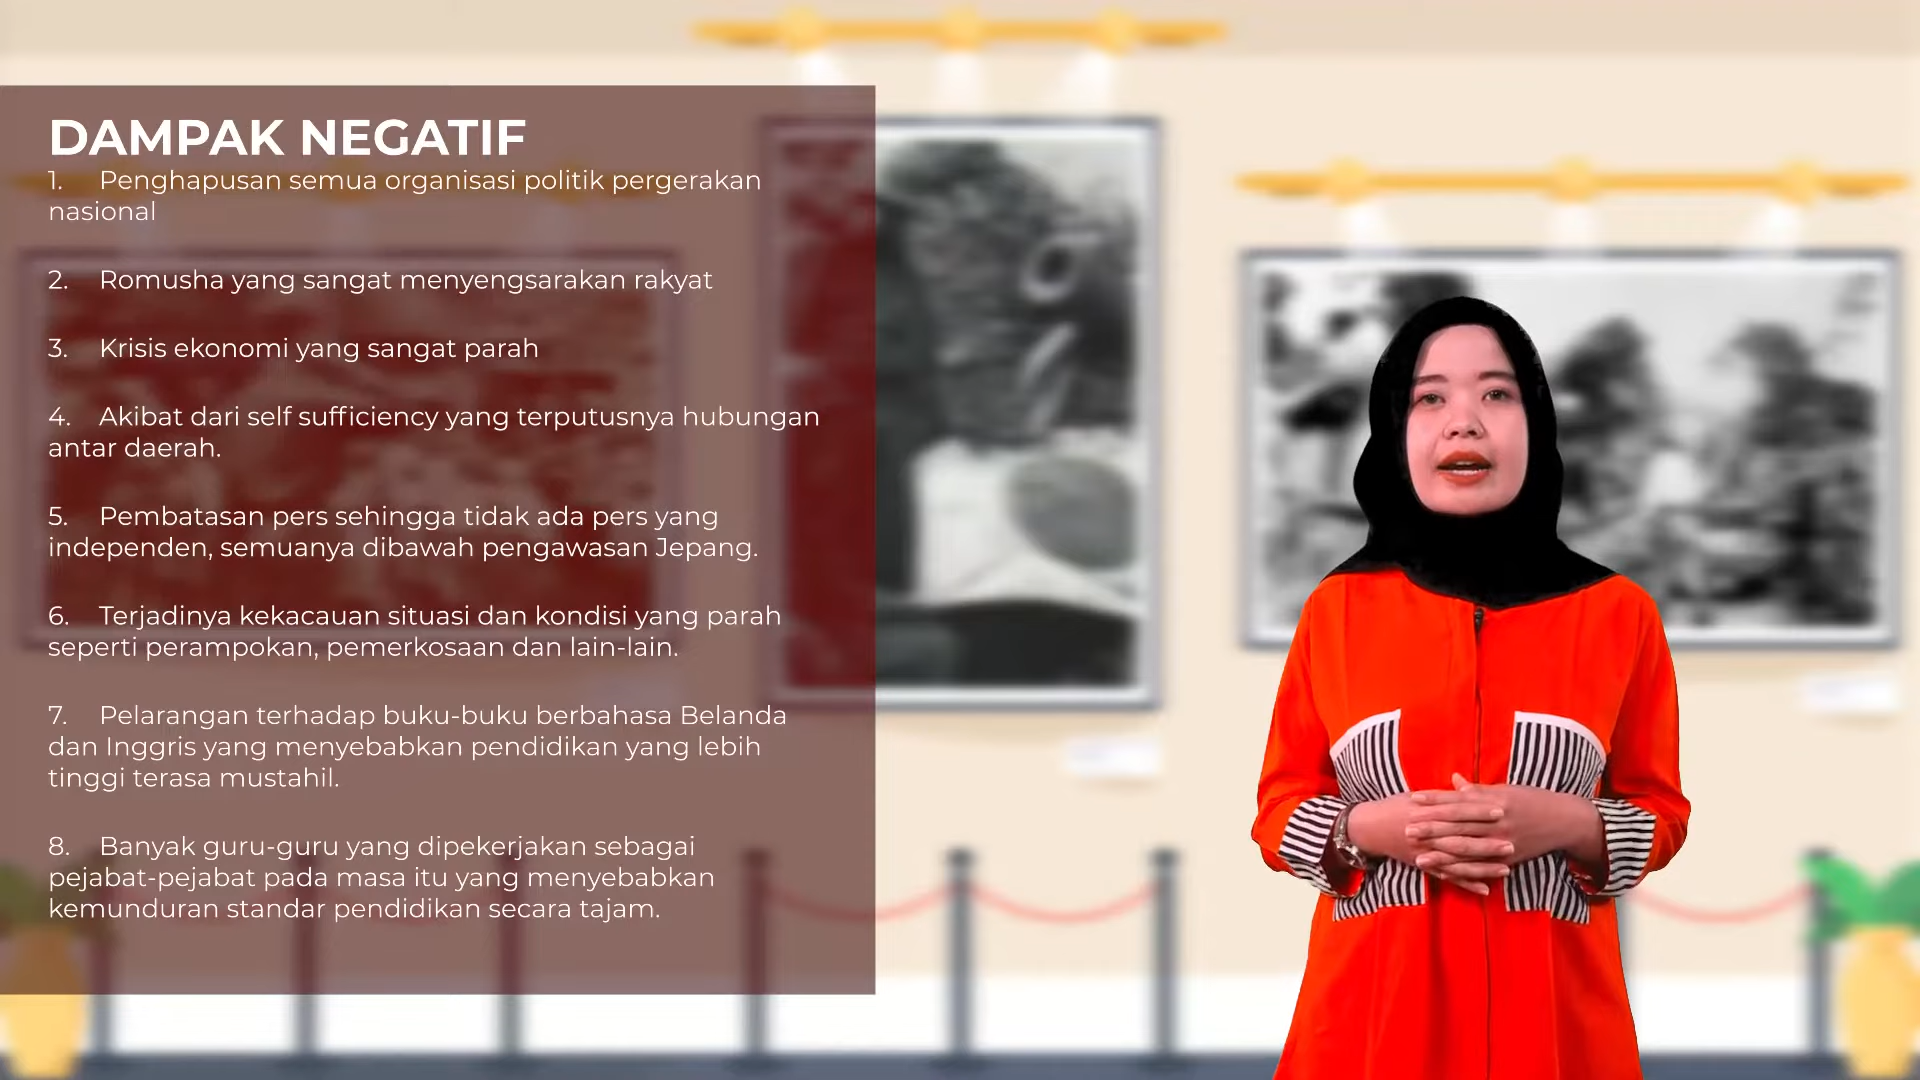 DAMPAK NEGATIF
1. Penghapusan semua organisasi politik pergerakan
nasional
2. Romusha yang sangat menyengsarakan rakyat
3. Krisis ekonomi yang sangat parah
4. Akibat dari self sufficiency yang terputusnya hubungan
antar daerah.
5. Pembatasan pers sehingga tidak ada pers yang
independen, semuanya dibawah pengawasan Jepang.
6. Terjadinya kekacauan situasi dan kondisi yang parah
seperti perampokan, pemerkosaan dan lain-lain.
7. Pelarangan terhadap buku-buku berbahasa Belanda
dan Inggris yang menyebabkan pendidikan yang lebih
tinggi terasa mustahil.
8. Banyak guru-guru yang dipekerjakan sebagai
pejabat-pejabat pada masa itu yang menyebabkan
kemunduran standar pendidikan secara tajam.